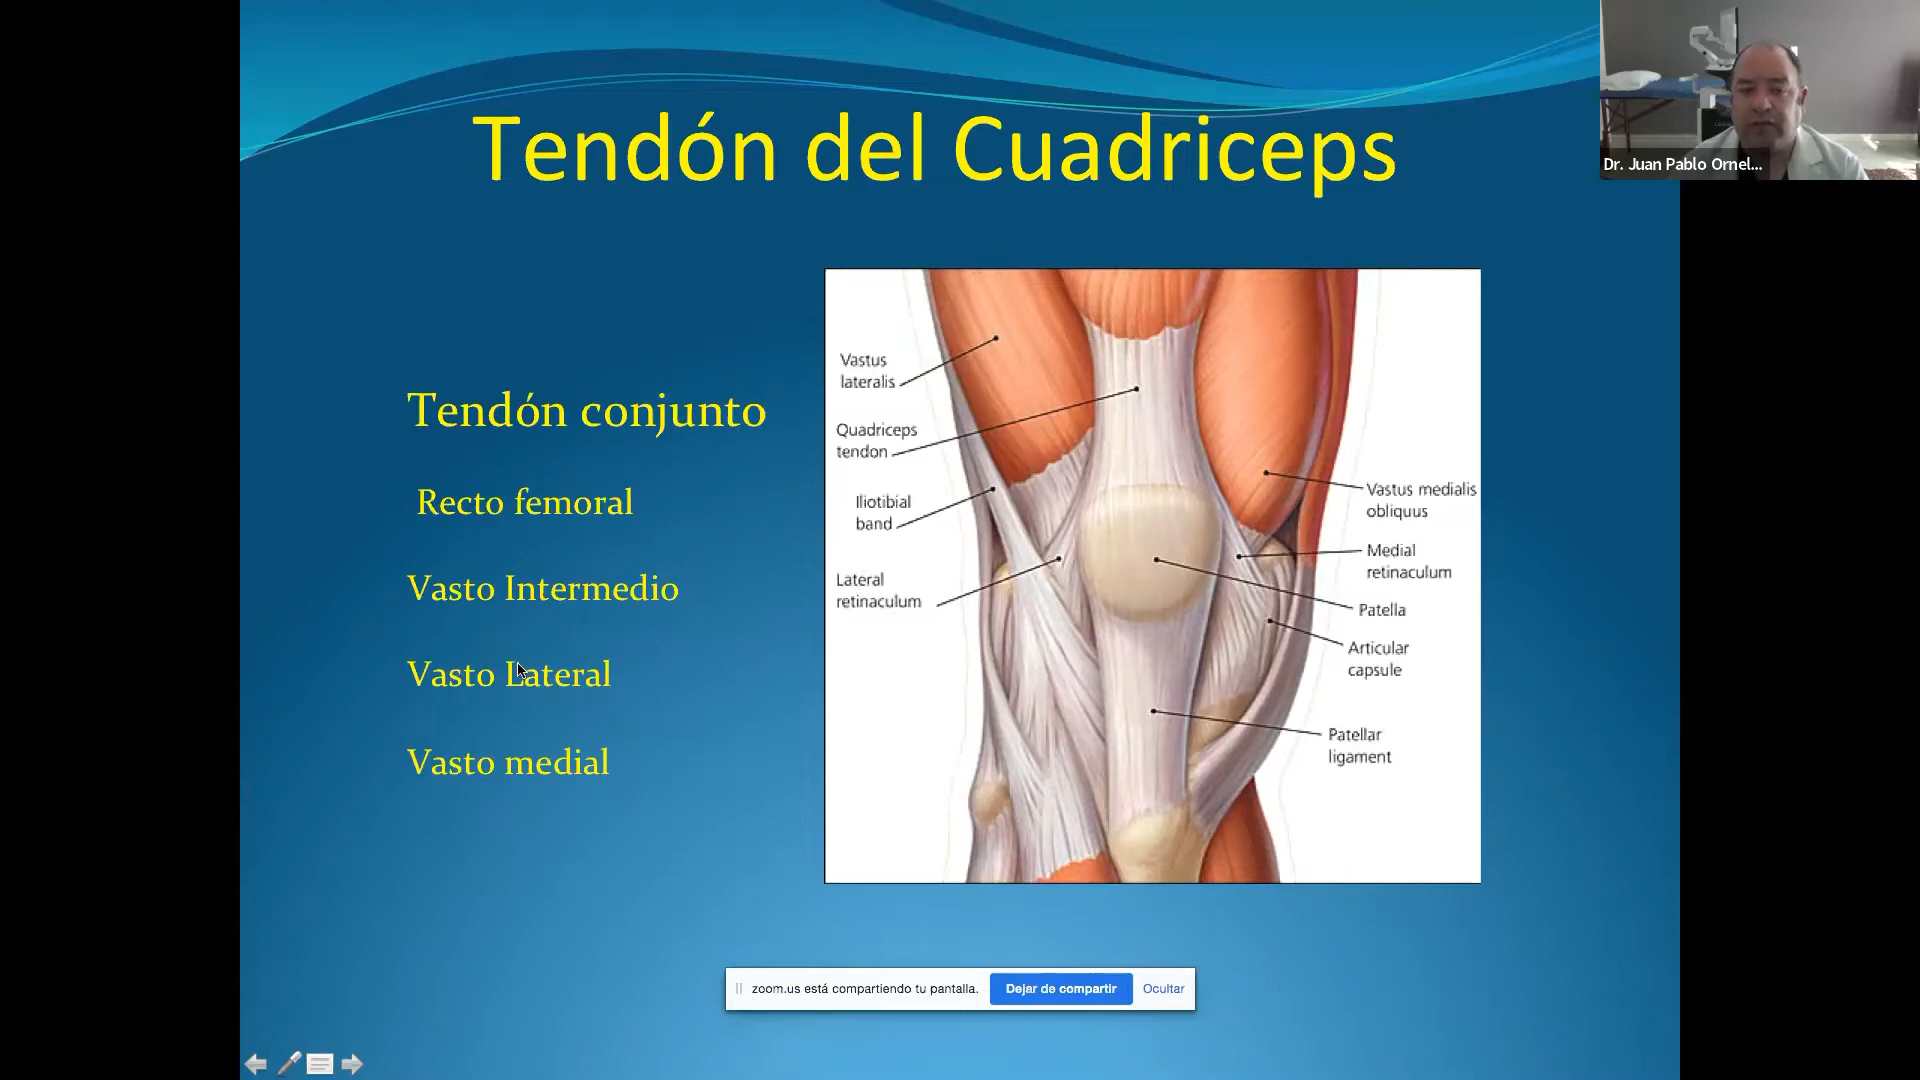 Tendón del Cuadriceps
Dr. Juan Pablo Ornel...
Tendón conjunto
Recto femoral
Vasto Intermedio
Vasto Lateral
Vasto medial
Vastus
lateralis
Quadriceps
tendon
Iliotibial
band
Lateral
retinaculum
Vastus medialis
obliquus
Medial
retinaculum
Patella
Articular
capsule
Patellar
ligament
zoom.us está compartiendo tu pantalla. Dejar de compartir Ocultar